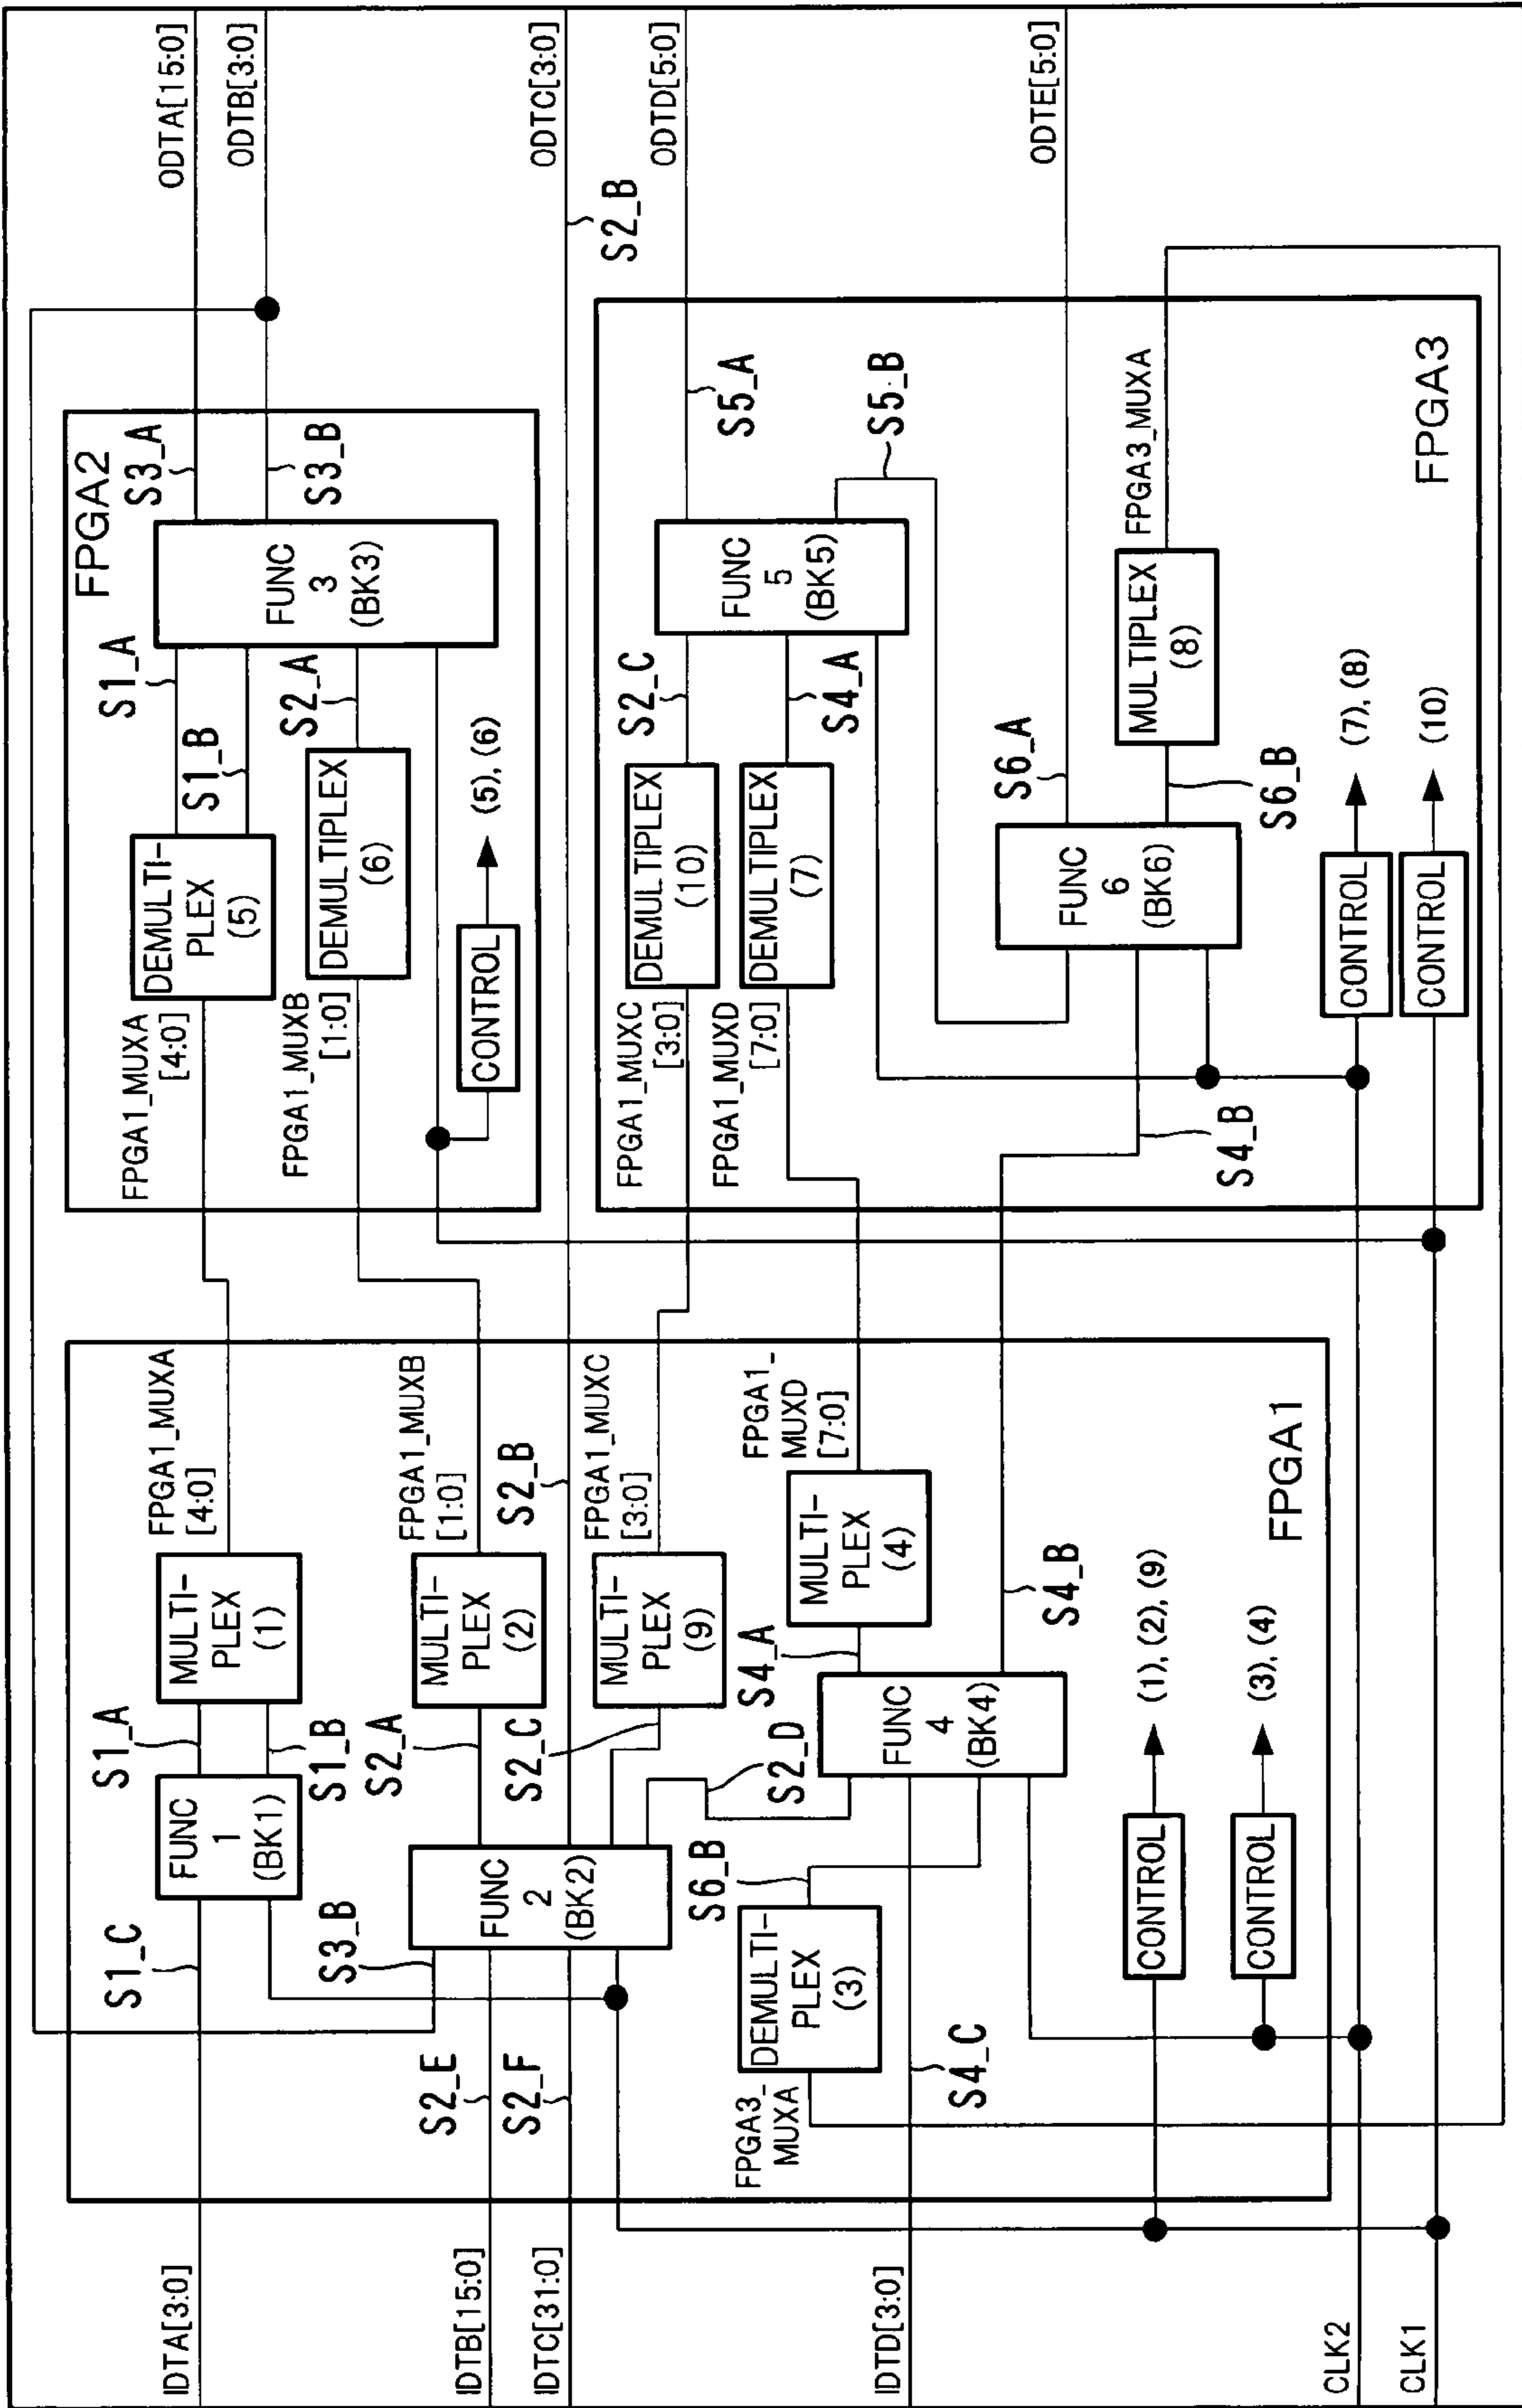 IDTA[3:0]
IDTB[15:0]
IDTC[31:0]
IDTD[3:0]
CLK2
CLK1
FPGA1
S1_C
FUNC
1
(BK1)
S1_A
S1_B
MULTI-
PLEX
(1)
FPGA1_MUXA
[4:0]
S3_B
S2_E
S2_F
FUNC
2
(BK2)
S2_A
MULTI-
PLEX
(2)
FPGA1_MUXB
[1:0]
S2_B
S2_C
MULTI-
PLEX
(9)
FPGA1_MUXC
[3:0]
S2_D
FPGA3_
MUXA
DEMULTI-
PLEX
(3)
S6_B
S4_C
FUNC
4
(BK4)
S4_A
MULTI-
PLEX
(4)
FPGA1_
MUXD
[7:0]
S4_B
CONTROL
(1), (2), (9)
CONTROL
(3), (4)
FPGA2
FPGA1_MUXA
[4:0]
DEMULTI-
PLEX
(5)
S1_A
S1_B
FPGA1_MUXB
[1:0]
DEMULTIPLEX
(6)
S2_A
CONTROL
(5), (6)
FUNC
3
(BK3)
S3_A
S3_B
FPGA3
FPGA1_MUXC
[3:0]
DEMULTIPLEX
(10)
S2_C
FPGA1_MUXD
[7:0]
DEMULTIPLEX
(7)
S4_A
FUNC
5
(BK5)
S5_A
S5_B
S4_B
FUNC
6
(BK6)
S6_A
S6_B
MULTIPLEX
(8)
FPGA3_MUXA
CONTROL
(7), (8)
CONTROL
(10)
ODTA[15:0]
ODTB[3:0]
ODTC[3:0]
S2_B
ODTD[5:0]
ODTE[5:0]